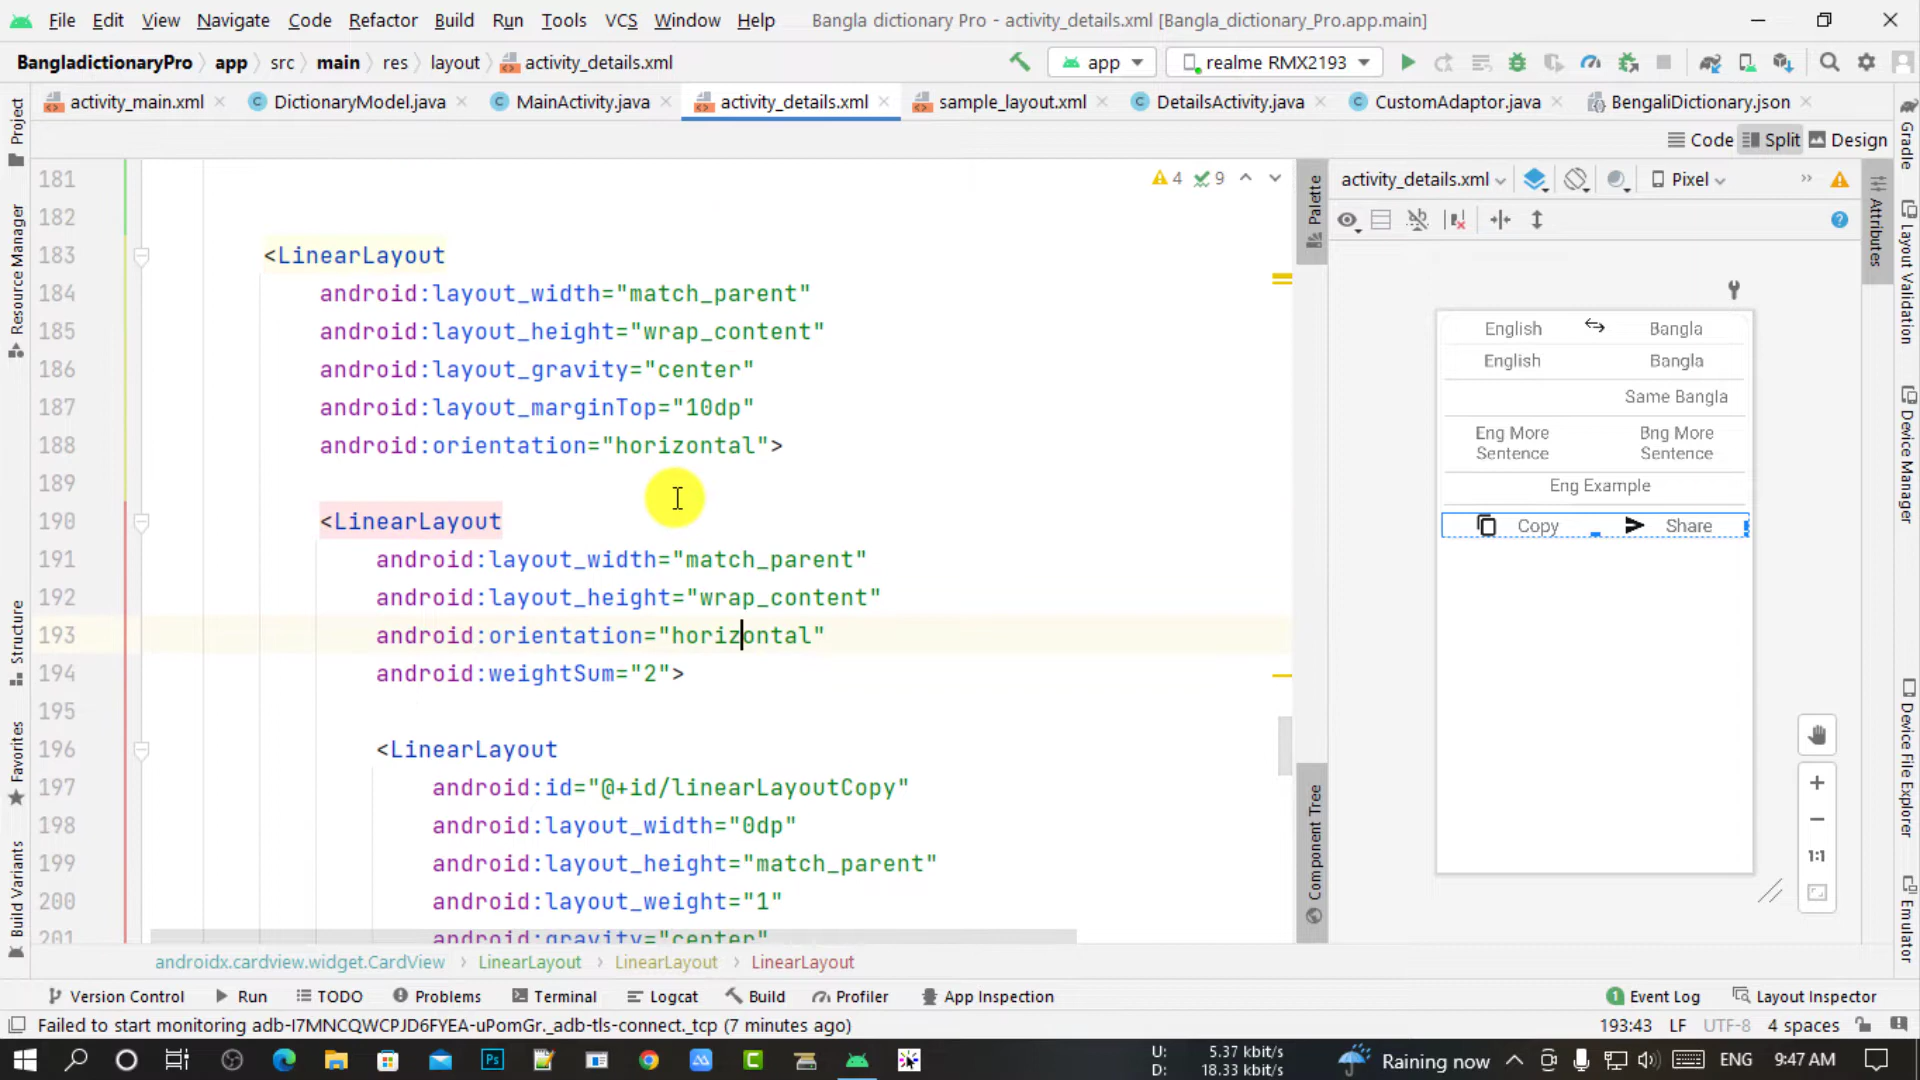 File Edit View Navigate Code Refactor Build Run Tools VCS Window Help Bangla dictionary Pro - activity_details.xml [Bangla_dictionary_Pro.app.main]
BangladictionaryPro app src main res layout activity_details.xml app realme RMX2193
activity_main.xml DictionaryModel.java MainActivity.java activity_details.xml sample_layout.xml DetailsActivity.java CustomAdaptor.java BengaliDictionary.json
Code Split Design
Project
Resource Manager
Structure
Favorites
Build Variants
4 9
181
182
183 <LinearLayout
184 android:layout_width="match_parent"
185 android:layout_height="wrap_content"
186 android:layout_gravity="center"
187 android:layout_marginTop="10dp"
188 android:orientation="horizontal">
189
190 <LinearLayout
191 android:layout_width="match_parent"
192 android:layout_height="wrap_content"
193 android:orientation="horizontal"
194 android:weightSum="2">
195
196 <LinearLayout
197 android:id="@+id/linearLayoutCopy"
198 android:layout_width="0dp"
199 android:layout_height="match_parent"
200 android:layout_weight="1"
201 android:gravity="center"
Palette
Component Tree
activity_details.xml Pixel
English Bangla
English Bangla
Same Bangla
Eng More Bng More
Sentence Sentence
Eng Example
Copy Share
1:1
Attributes
Gradle
Layout Validation
Device Manager
Device File Explorer
Emulator
androidx.cardview.widget.CardView LinearLayout LinearLayout LinearLayout
Version Control Run TODO Problems Terminal Logcat Build Profiler App Inspection 1 Event Log Layout Inspector
Failed to start monitoring adb-I7MNCQWCPJD6FYEA-uPomGr._adb-tls-connect._tcp (7 minutes ago) 193:43 LF UTF-8 4 spaces
Ps
U: 5.37 kbit/s
D: 18.33 kbit/s
Raining now ENG 9:47 AM